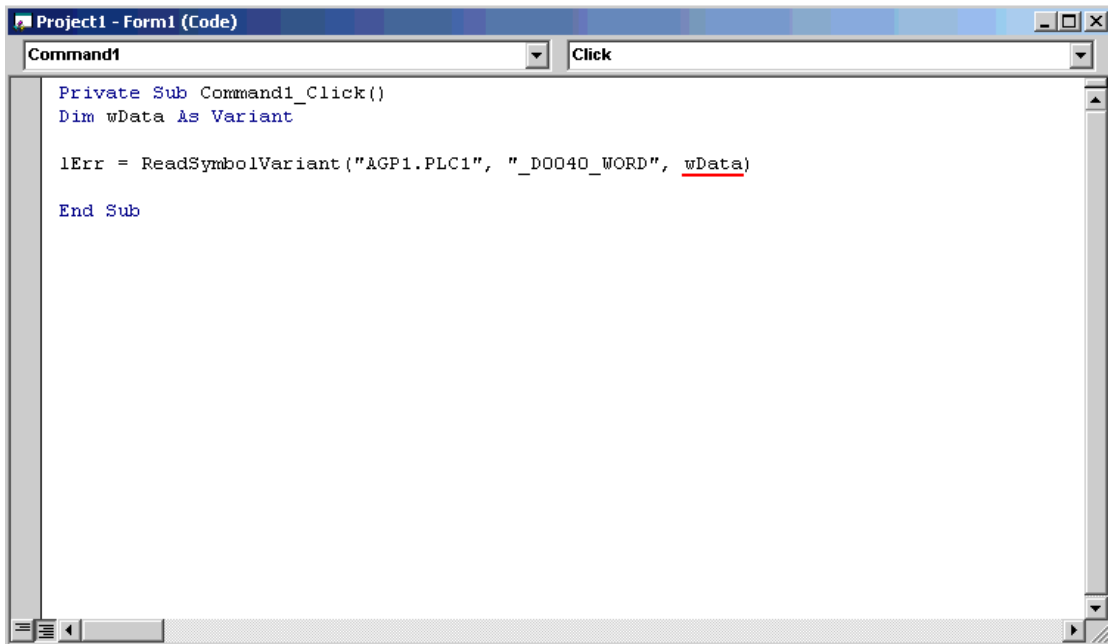 Project1 - Form1 (Code)
Command1 Click
Private Sub Command1_Click()
Dim wData As Variant
lErr = ReadSymbolVariant("AGP1.PLC1", "_D0040_WORD", wData)
End Sub